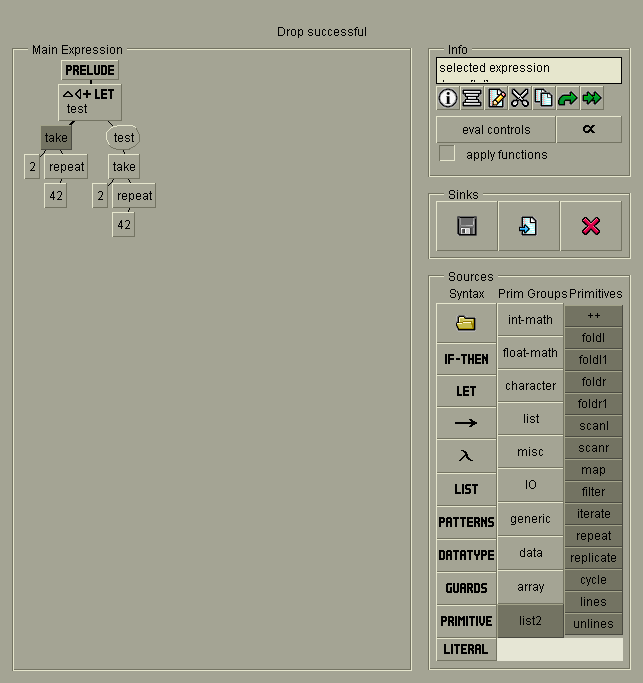 Drop successful
Main Expression
PRELUDE
LET
test
take
test
2
repeat
take
42
2
repeat
42
Info
selected expression
eval controls
∝
apply functions
Sinks
Sources
Syntax Prim Groups Primitives
IF-THEN
LET
→
λ
LIST
PATTERNS
DATATYPE
GUARDS
PRIMITIVE
LITERAL
int-math
float-math
character
list
misc
IO
generic
data
array
list2
++
foldl
foldl1
foldr
foldr1
scanl
scanr
map
filter
iterate
repeat
replicate
cycle
lines
unlines